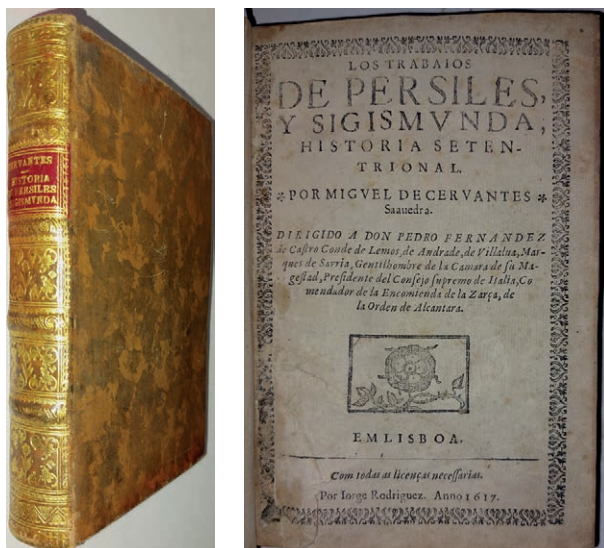 CERVANTES
HISTORIA
PERSILES
SIGISMUNDA
LOS TRABAIOS
DE PERSILES,
Y SIGISMVNDA,
HISTORIA SETEN-
TRIONAL.
* POR MIGVEL DE CERVANTES *
Saauedra.
DIRIGIDO A DON PEDRO FERNANDEZ
de Castro Conde de Lemos, de Andrade, de Villalua, Mar-
ques de Sarria, Gentilhombre de la Camara de su Ma-
gestad, Presidente del Consejo supremo de Italia, Co
mendador de la Encomienda de la Zarça, de
la Orden de Alcantara.
EM LISBOA.
Com todas as licenças necessarias.
Por Iorge Rodriguez. Anno 1617.